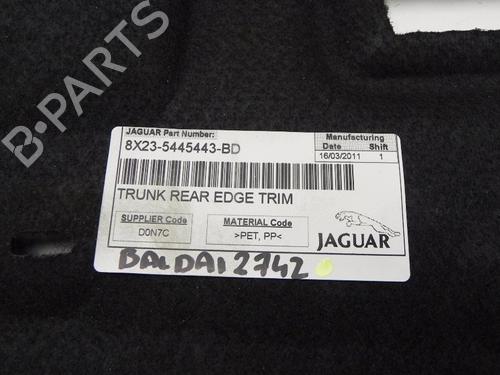 JAGUAR Part Number:
8X23-5445443-BD
Manufacturing
Date Shift
16/03/2011 1
TRUNK REAR EDGE TRIM
SUPPLIER Code
D0N7C
MATERIAL Code
>PET, PP<
JAGUAR
BALDAI 2742
B-Parts